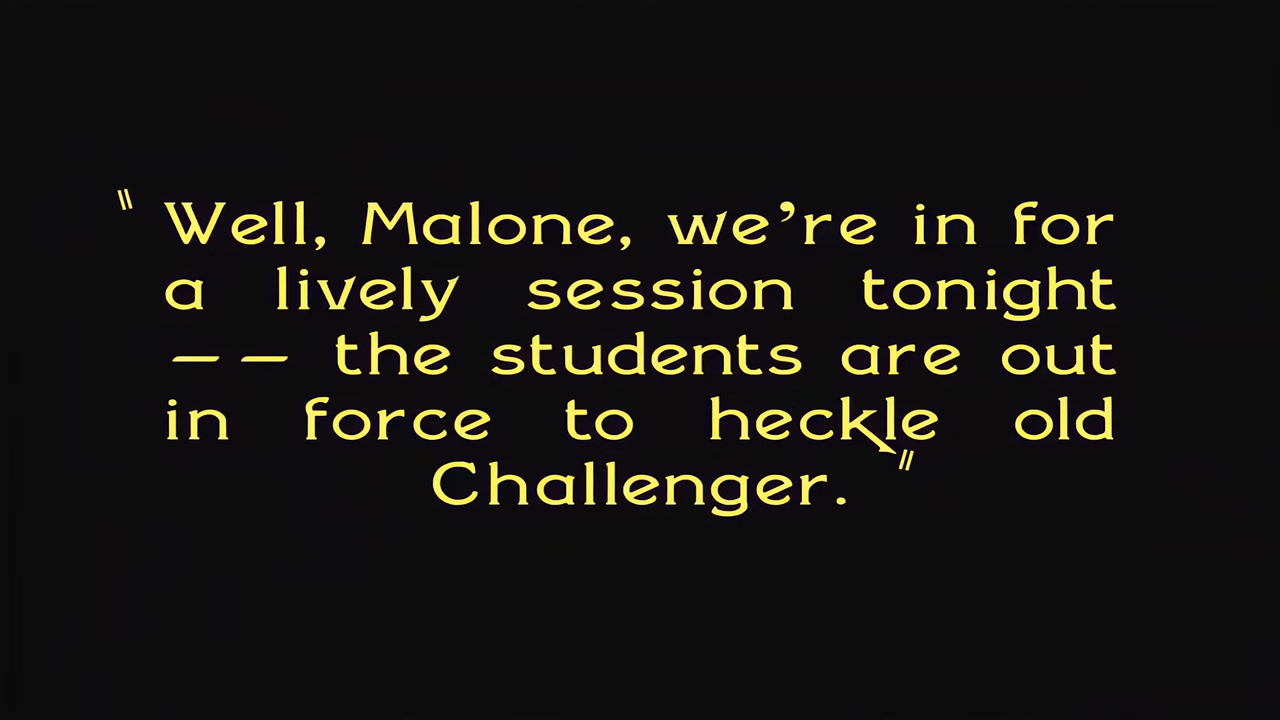 "Well, Malone, we’re in for
a lively session tonight
—— the students are out
in force to heckle old
Challenger."